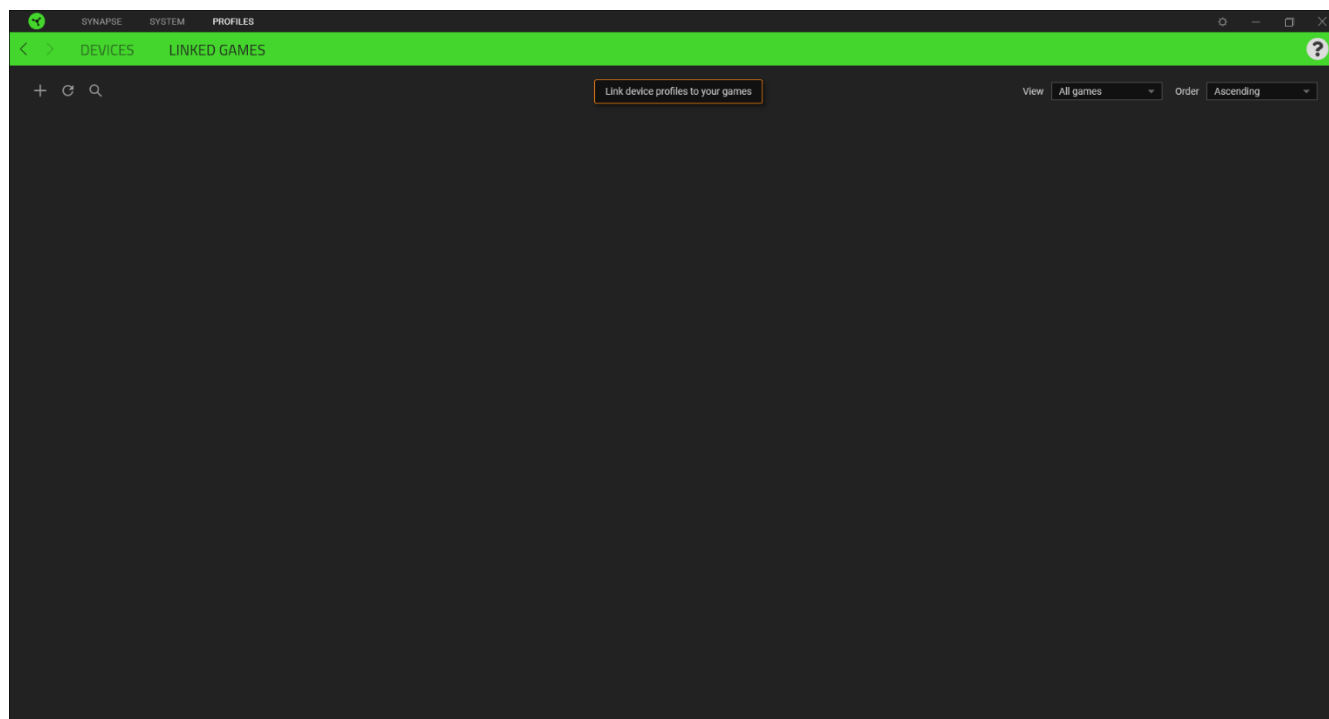 SYNAPSE SYSTEM PROFILES
DEVICES LINKED GAMES ?
Link device profiles to your games View All games Order Ascending